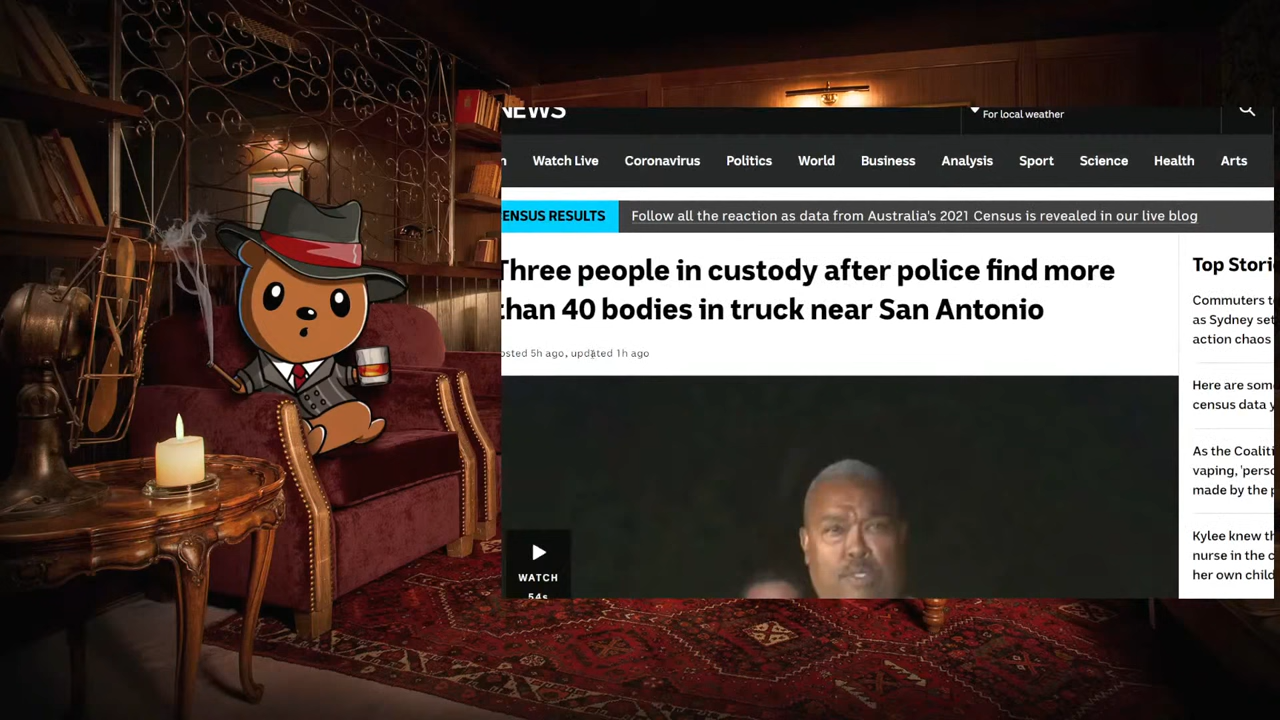 NEWS
For local weather
n Watch Live Coronavirus Politics World Business Analysis Sport Science Health Arts
ENSUS RESULTS Follow all the reaction as data from Australia's 2021 Census is revealed in our live blog
Three people in custody after police find more
than 40 bodies in truck near San Antonio
osted 5h ago, updated 1h ago
WATCH
54s
Top Stori
Commuters t
as Sydney set
action chaos
Here are som
census data y
As the Coaliti
vaping, 'perso
made by the p
Kylee knew th
nurse in the c
her own child